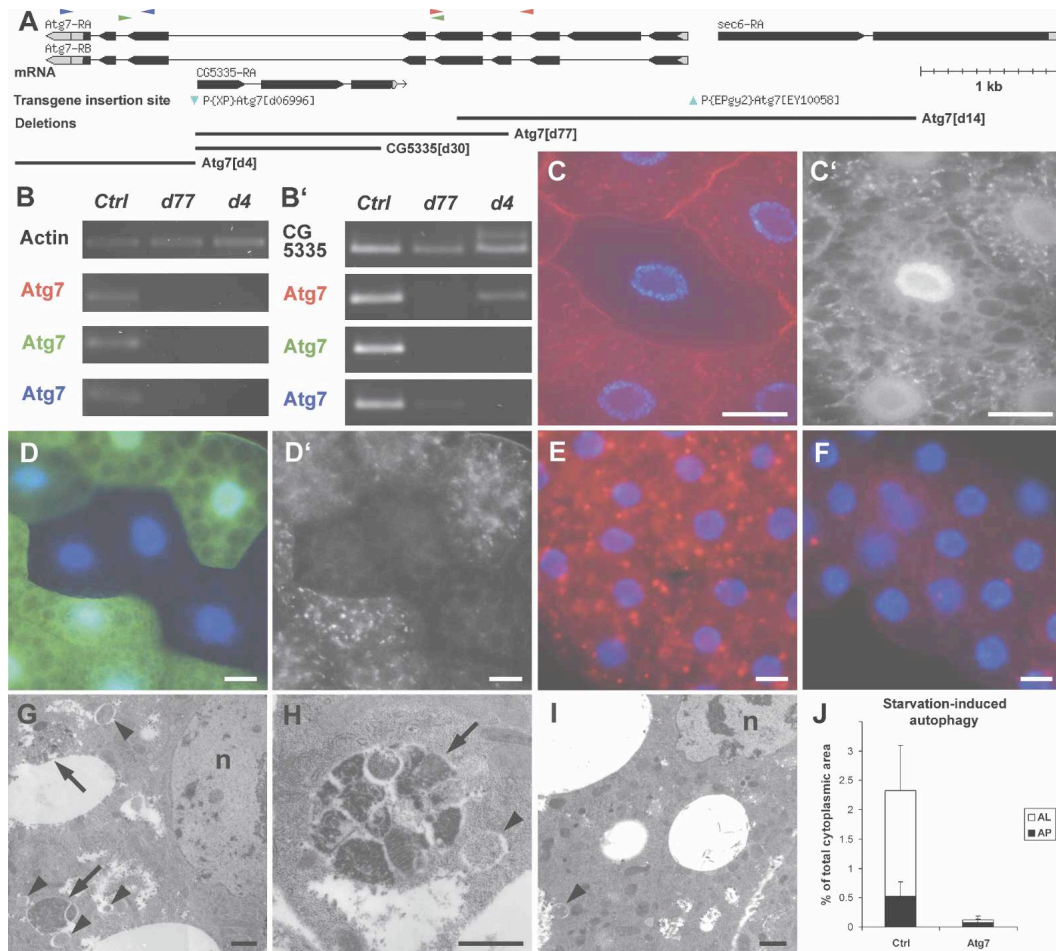 A
Atg7-RA
sec6-RA
Atg7-RB
mRNA
CG5335-RA
1 kb
Transgene insertion site
P{XP}Atg7[d06996]
P{EPgy2}Atg7[EY10058]
Deletions
Atg7[d14]
Atg7[d77]
CG5335[d30]
Atg7[d4]
B
Ctrl d77 d4
Actin
Atg7
Atg7
Atg7
B'
Ctrl d77 d4
CG
5335
Atg7
Atg7
Atg7
C
C'
D
D'
E
F
G
n
H
I
n
J
Starvation-induced
autophagy
% of total cytoplasmic area
3.5
3
2.5
2
1.5
1
0.5
0
Ctrl
Atg7
AL
AP